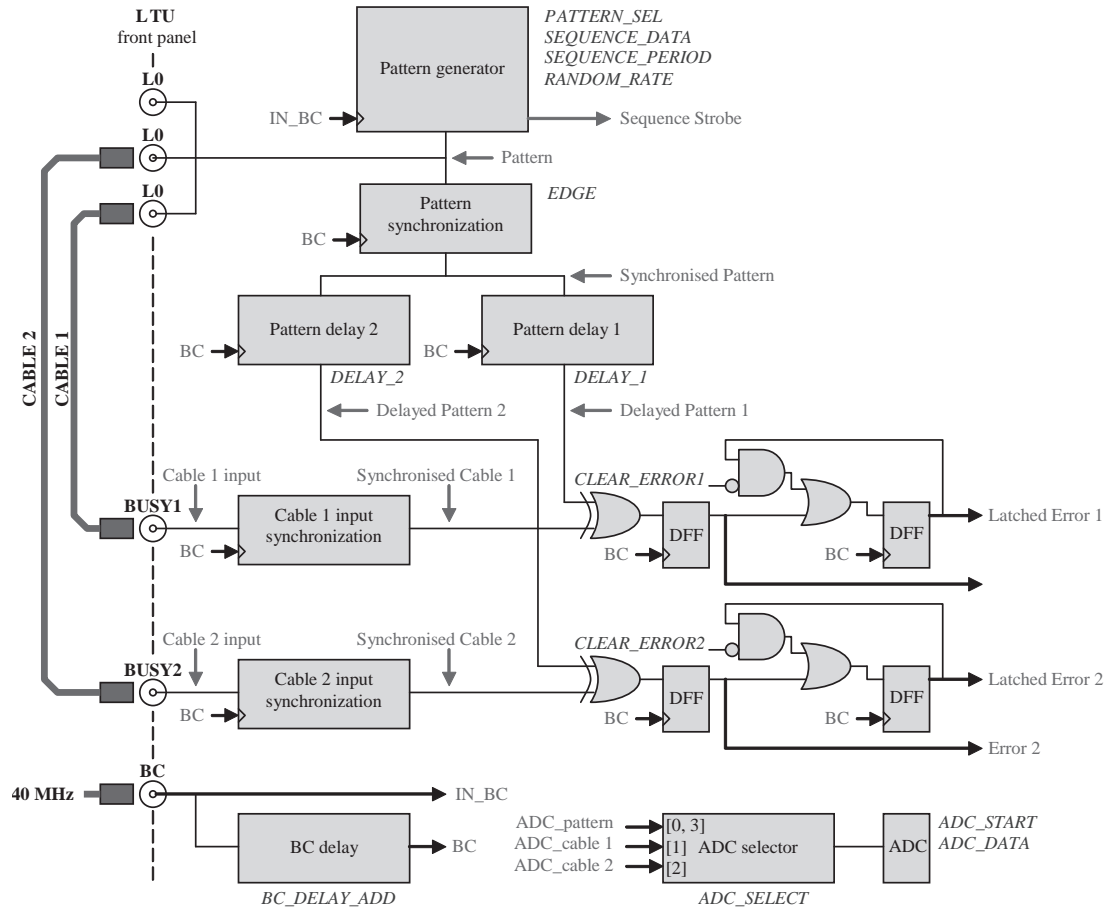 LTU
front panel
L0
L0
L0
Pattern generator
PATTERN_SEL
SEQUENCE_DATA
SEQUENCE_PERIOD
RANDOM_RATE
IN_BC
Sequence Strobe
Pattern
Pattern
synchronization
EDGE
BC
Synchronised Pattern
Pattern delay 2
Pattern delay 1
BC
BC
DELAY_2
DELAY_1
Delayed Pattern 2
Delayed Pattern 1
CABLE 2
CABLE 1
Cable 1 input
Synchronised Cable 1
CLEAR_ERROR1
BUSY1
Cable 1 input
synchronization
BC
DFF
BC
DFF
BC
Latched Error 1
Cable 2 input
Synchronised Cable 2
CLEAR_ERROR2
BUSY2
Cable 2 input
synchronization
BC
DFF
BC
DFF
BC
Latched Error 2
Error 2
BC
40 MHz
IN_BC
BC delay
BC
BC_DELAY_ADD
ADC_pattern
ADC_cable 1
ADC_cable 2
[0, 3]
[1]
[2]
ADC selector
ADC_SELECT
ADC
ADC_START
ADC_DATA